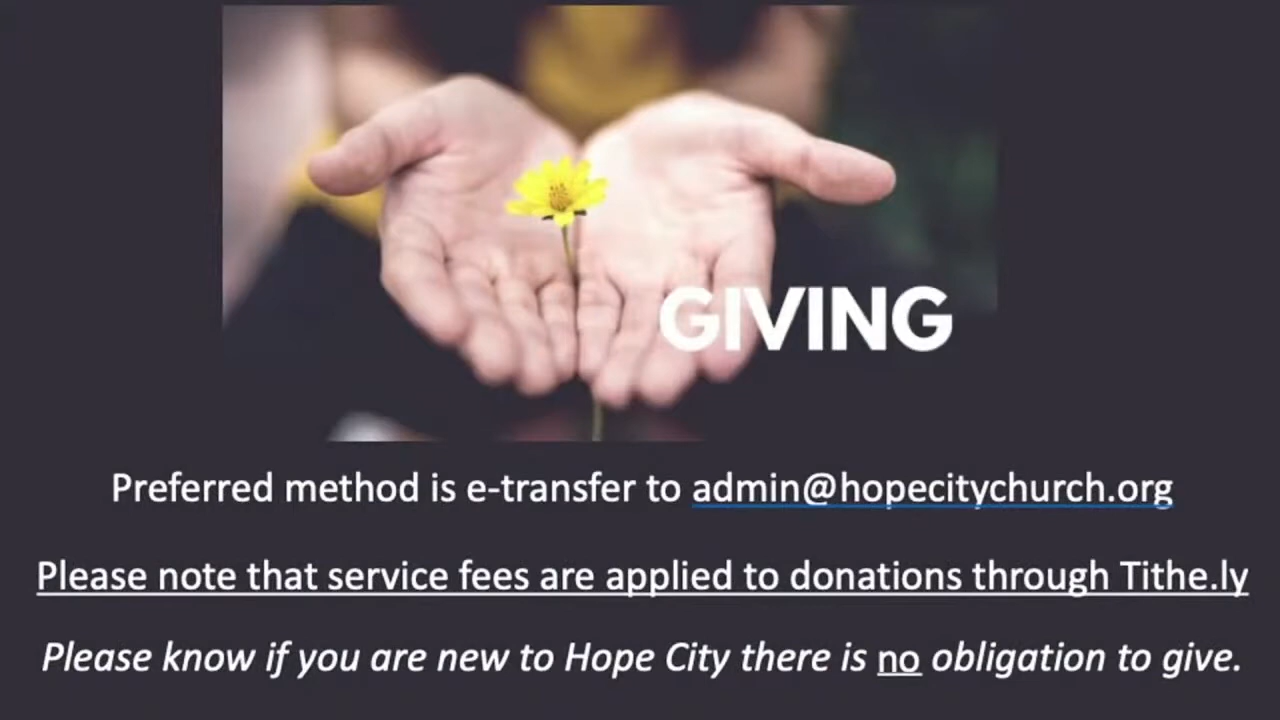 GIVING
Preferred method is e-transfer to admin@hopecitychurch.org
Please note that service fees are applied to donations through Tithe.ly
Please know if you are new to Hope City there is no obligation to give.